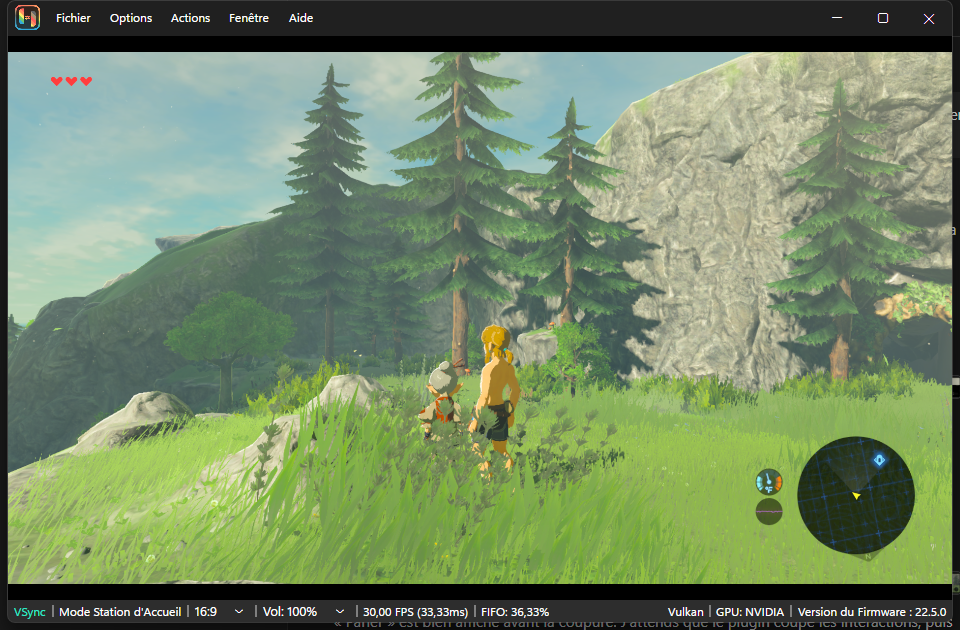 Fichier Options Actions Fenêtre Aide
VSync | Mode Station d'Accueil | 16:9 | Vol: 100% | 30,00 FPS (33,33ms) | FIFO: 36,33% Vulkan | GPU: NVIDIA | Version du Firmware : 22.5.0